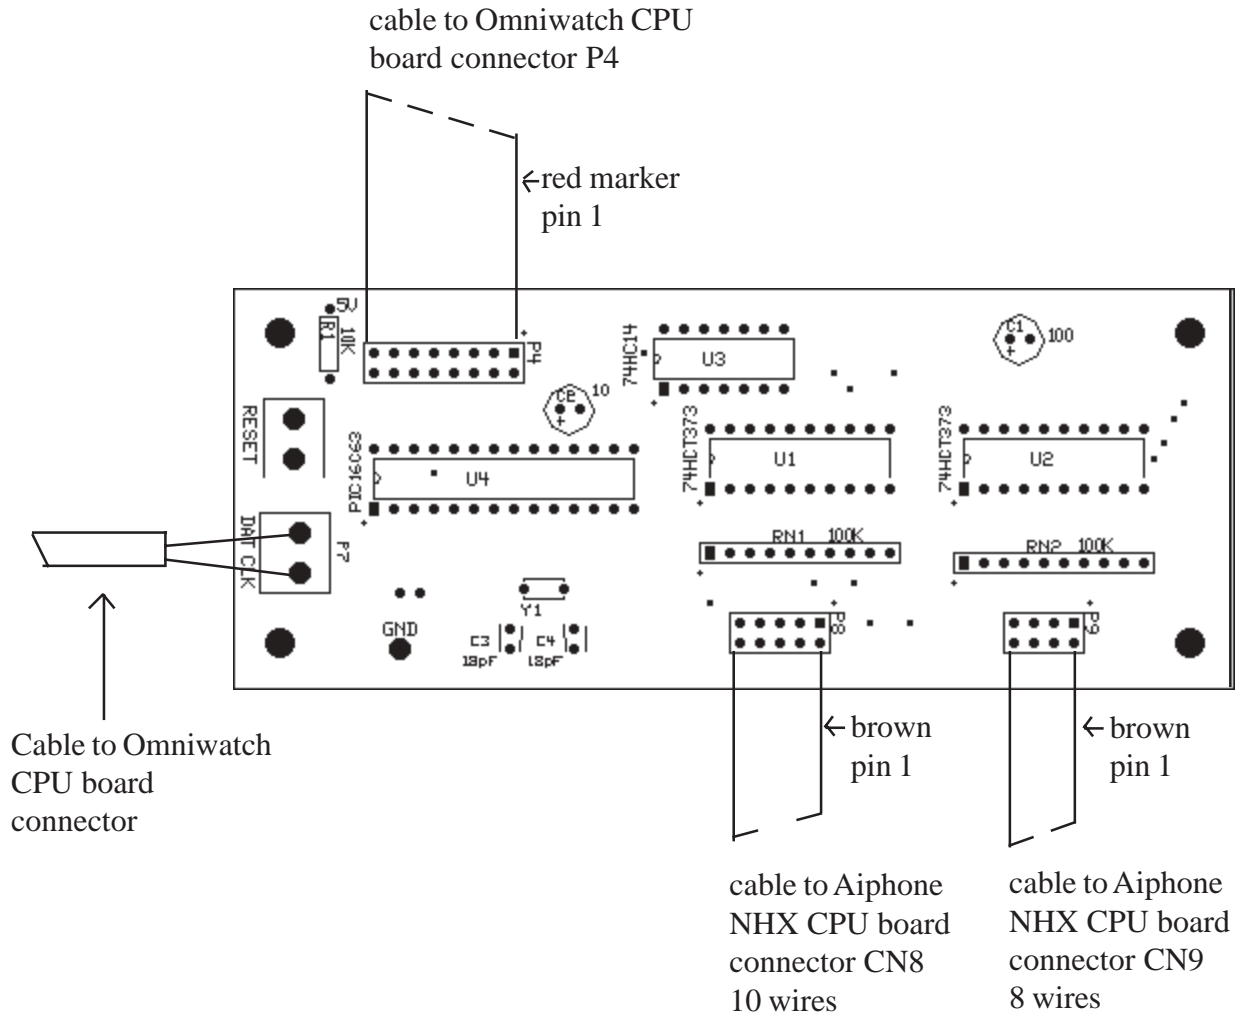 cable to Omniwatch CPU
board connector P4
red marker
pin 1
5V
R1
10K
P4
74HC14
U3
C1
100
C2
10
RESET
PIC16C63
U4
74HCT373
U1
74HCT373
U2
DAT CLK
P7
RN1 100K
RN2 100K
Y1
GND
C3
18pF
C4
18pF
P8
P9
brown
pin 1
brown
pin 1
Cable to Omniwatch
CPU board
connector
cable to Aiphone
NHX CPU board
connector CN8
10 wires
cable to Aiphone
NHX CPU board
connector CN9
8 wires